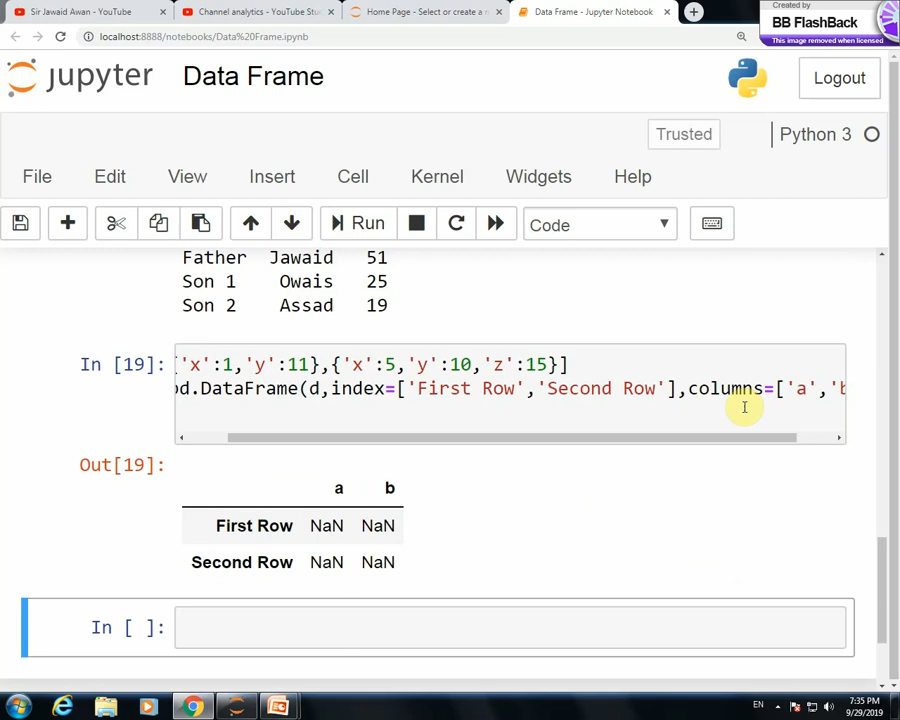 Sir Jawaid Awan - YouTube
Channel analytics - YouTube Stu
Home Page - Select or create a n
Data Frame - Jupyter Notebook
Created by
BB FlashBack
This image removed when licensed
localhost:8888/notebooks/Data%20Frame.ipynb
jupyter Data Frame
Logout
Trusted
Python 3
File Edit View Insert Cell Kernel Widgets Help
Run
Code
Father Jawaid 51
Son 1 Owais 25
Son 2 Assad 19
In [19]: 'x':1,'y':11},{'x':5,'y':10,'z':15}]
pd.DataFrame(d,index=['First Row','Second Row'],columns=['a','b
Out[19]:
a b
First Row NaN NaN
Second Row NaN NaN
In [ ]:
EN
7:35 PM
9/29/2019